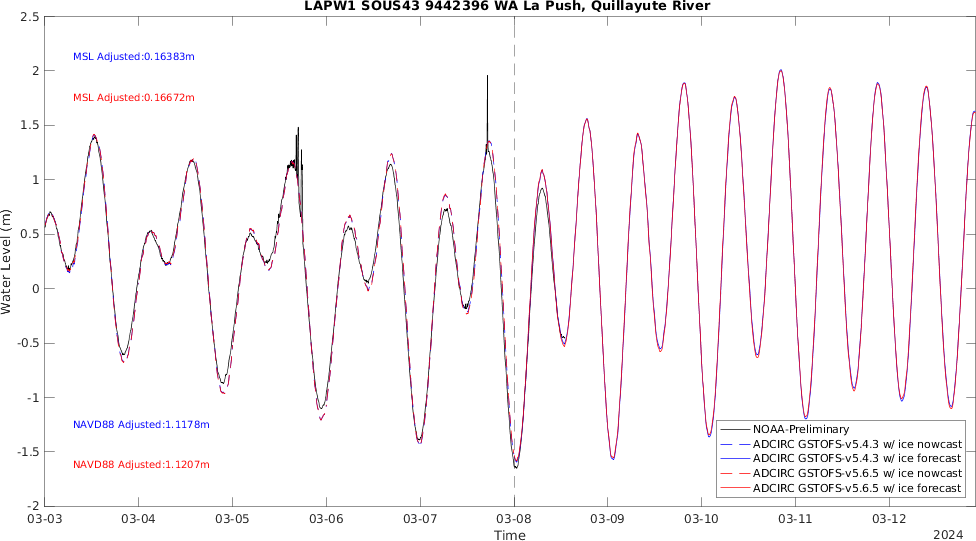 LAPW1 SOUS43 9442396 WA La Push, Quillayute River
2.5
2
1.5
1
0.5
0
-0.5
-1
-1.5
-2
Water Level (m)
MSL Adjusted:0.16383m
MSL Adjusted:0.16672m
NAVD88 Adjusted:1.1178m
NAVD88 Adjusted:1.1207m
NOAA-Preliminary
ADCIRC GSTOFS-v5.4.3 w/ ice nowcast
ADCIRC GSTOFS-v5.4.3 w/ ice forecast
ADCIRC GSTOFS-v5.6.5 w/ ice nowcast
ADCIRC GSTOFS-v5.6.5 w/ ice forecast
03-03 03-04 03-05 03-06 03-07 03-08 03-09 03-10 03-11 03-12
Time
2024